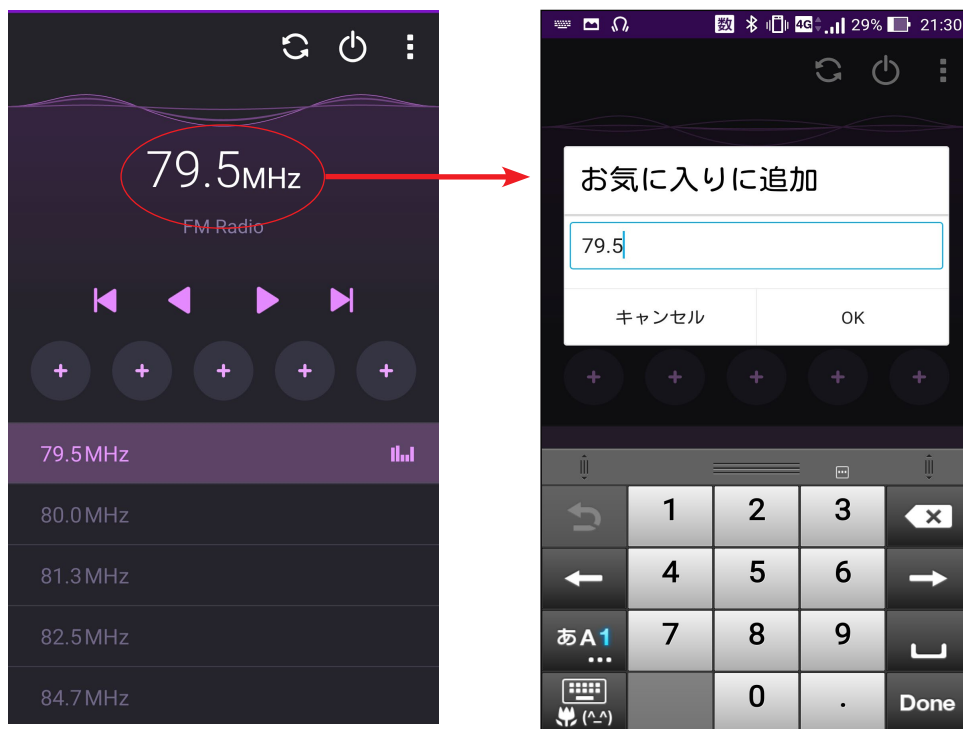 79.5MHz
FM Radio
79.5MHz
80.0MHz
81.3MHz
82.5MHz
84.7MHz
数 4G 29% 21:30
お気に入りに追加
79.5
キャンセル OK
1 2 3
4 5 6
あA1 7 8 9
(^_^) 0 . Done